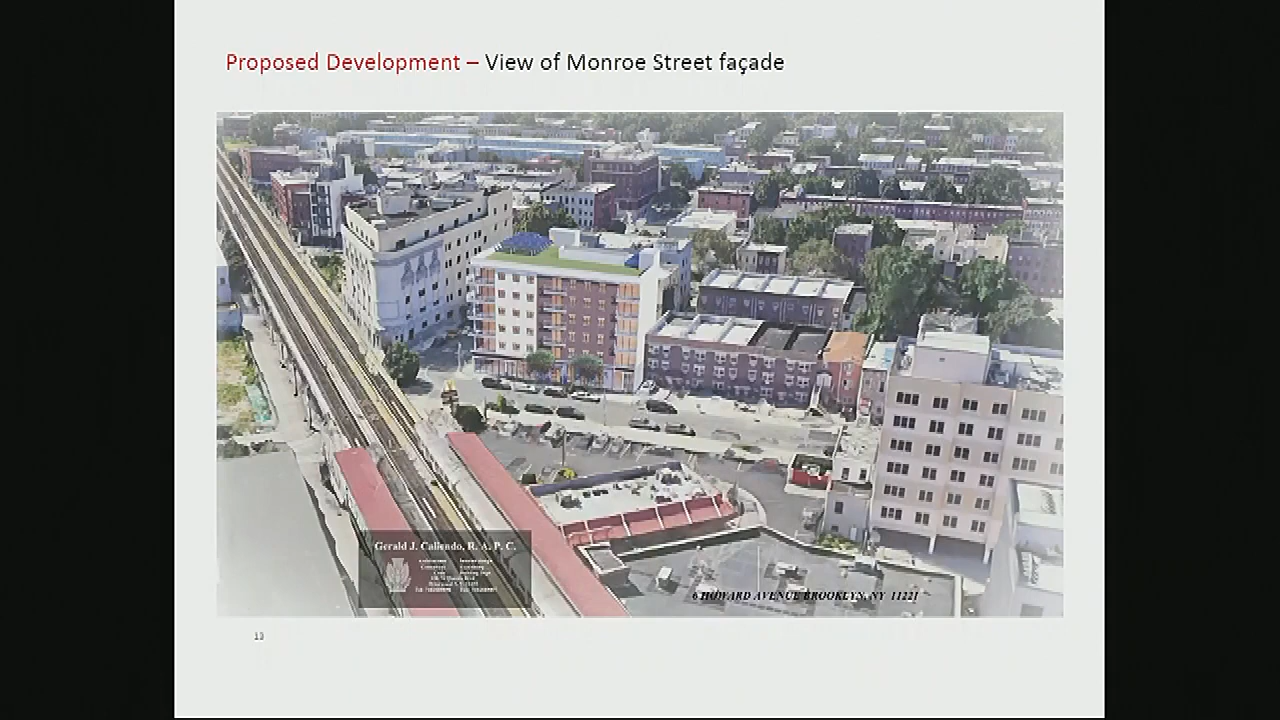 Proposed Development – View of Monroe Street façade
Gerald J. Caliendo, R. A. P. C.
6 HOWARD AVENUE BROOKLYN, NY 11221
13